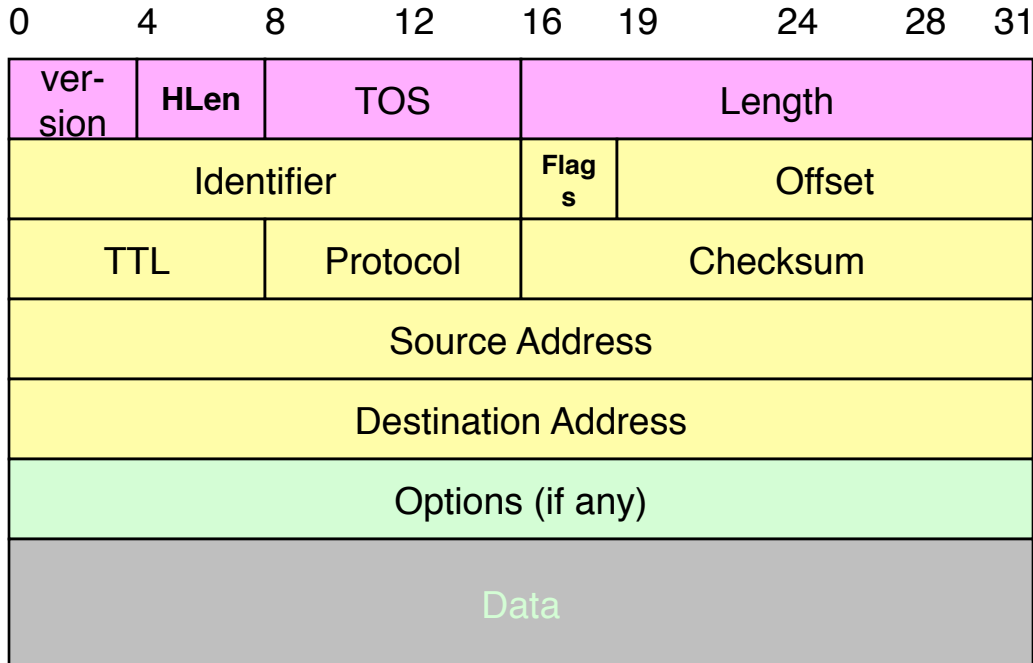 0 4 8 12 16 19 24 28 31
ver-
sion
HLen
TOS
Length
Identifier
Flag
s
Offset
TTL
Protocol
Checksum
Source Address
Destination Address
Options (if any)
Data